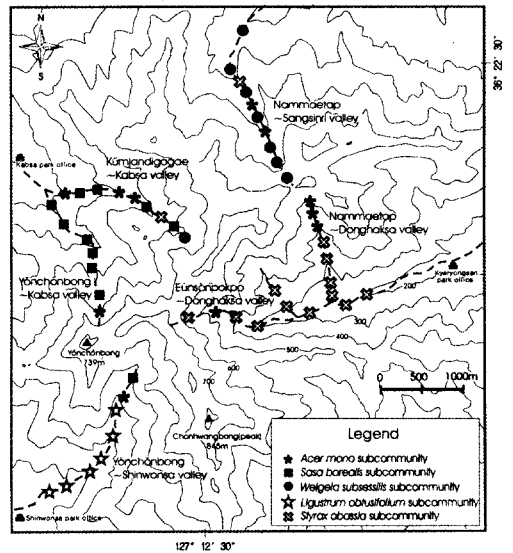 N
S
36° 22' 30"
Nammaetap
~Sangsinri valley
Kabsa park office
Kŭmjandigogae
~Kabsa valley
Nammaetap
~Donghaksa valley
Kyeryongsan
park office
Yŏnchŏnbong
~Kabsa valley
Eunsŏnpokpo
~Donghaksa valley
200
300
400
500
600
700
Yŏnchŏnbong
739m
0 500 1000m
Chonhwangbong(peak)
845m
Yŏnchŏnbong
~Shinwonsa valley
Shinwonsa park office
Legend
Acer mono subcommunity
Sasa borealis subcommunity
Weigela subsessilis subcommunity
Ligustrum obtusifolium subcommunity
Styrax obassia subcommunity
127° 12' 30"